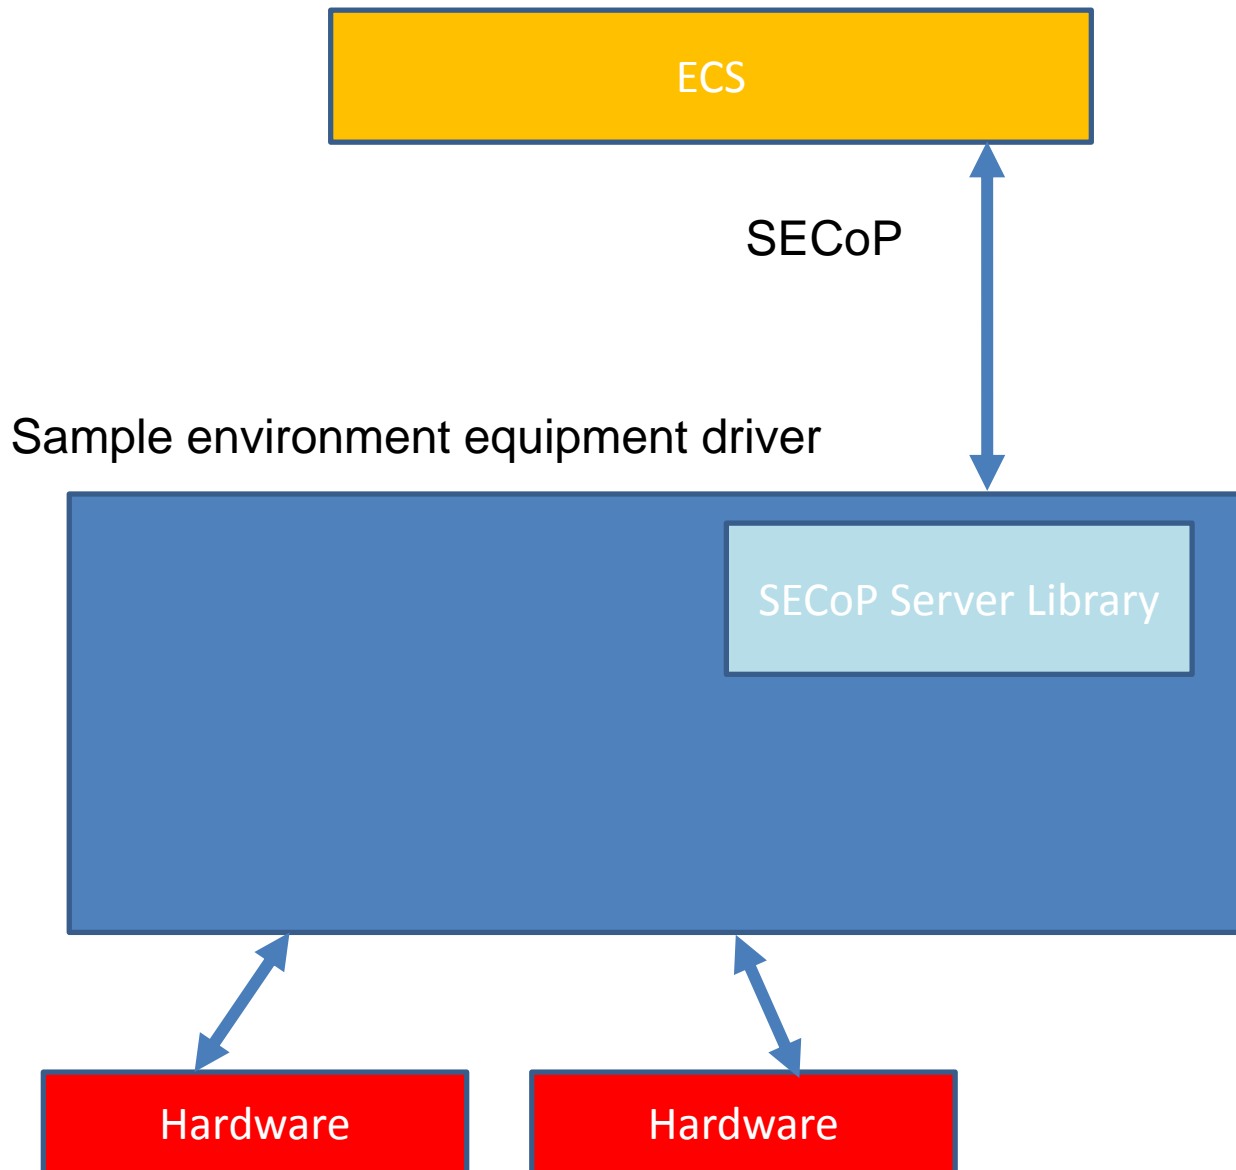 ECS
SECoP
Sample environment equipment driver
SECoP Server Library
Hardware
Hardware